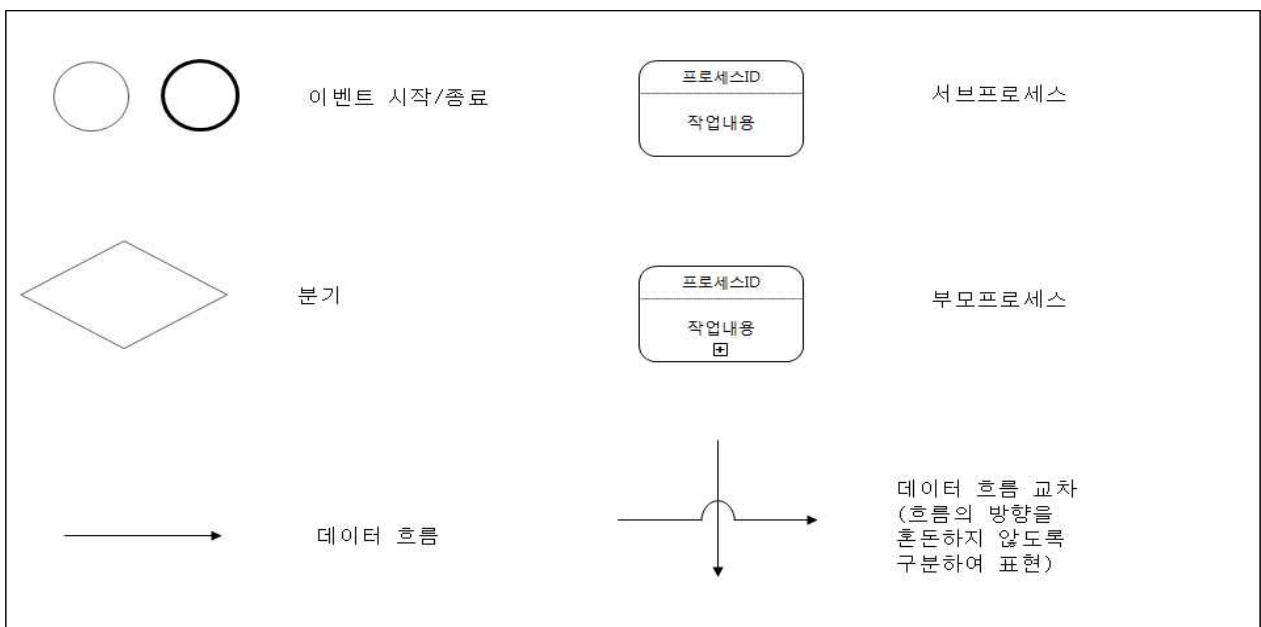 이벤트 시작/종료
프로세스ID
작업내용
서브프로세스
분기
프로세스ID
작업내용
부모프로세스
데이터 흐름
데이터 흐름 교차
(흐름의 방향을
혼돈하지 않도록
구분하여 표현)